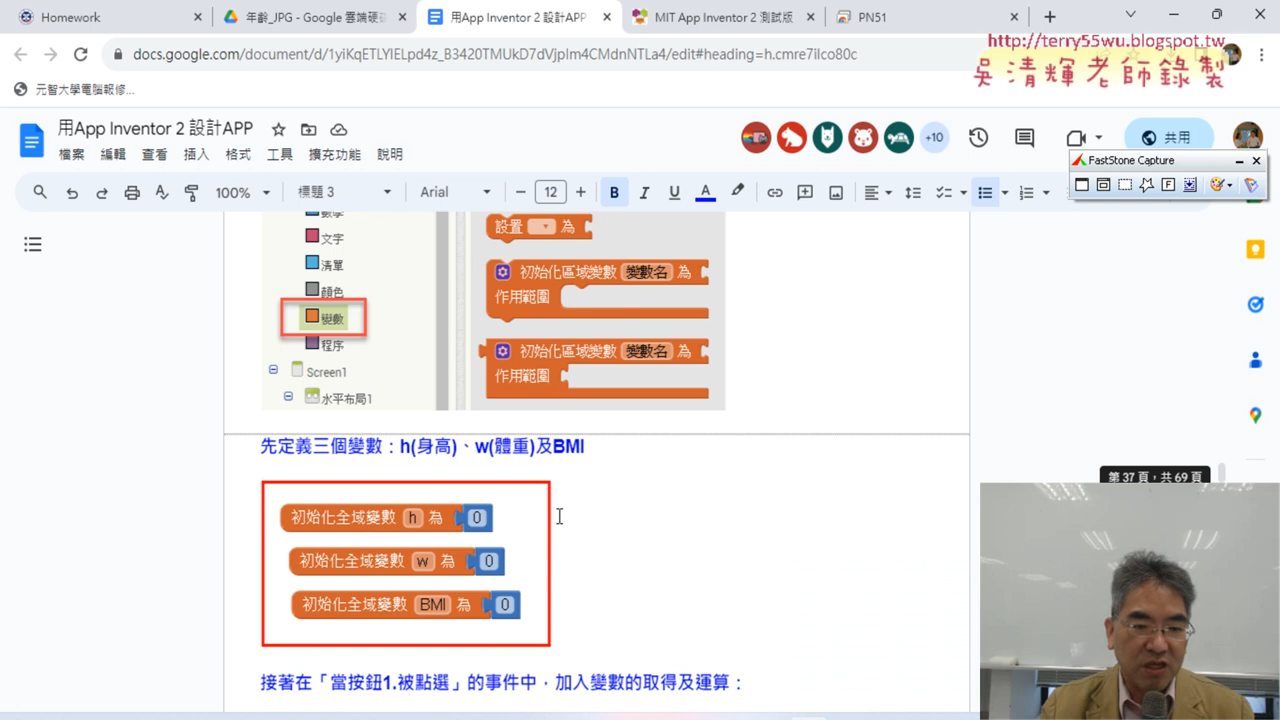 Homework
年齡_JPG - Google 雲端硬碟
用App Inventor 2 設計APP
MIT App Inventor 2 測試版
PN51
docs.google.com/document/d/1yiKqETLYIELpd4z_B3420TMUkD7dVjpIm4CMdnNTLa4/edit#heading=h.cmre7ilco80c
http://terry55wu.blogspot.tw
吳清輝老師錄製
元智大學電腦報修...
用App Inventor 2 設計APP
檔案 編輯 查看 插入 格式 工具 擴充功能 說明
+10
共用
FastStone Capture
100%
標題 3
Arial
12
B I U A
數學
文字
清單
顏色
變數
程序
Screen1
水平布局1
設置 為
初始化區域變數 變數名 為
作用範圍
初始化區域變數 變數名 為
作用範圍
先定義三個變數：h(身高)、w(體重)及BMI
初始化全域變數 h 為 0
初始化全域變數 w 為 0
初始化全域變數 BMI 為 0
第 37 頁，共 69 頁
接著在「當按鈕1.被點選」的事件中，加入變數的取得及運算：